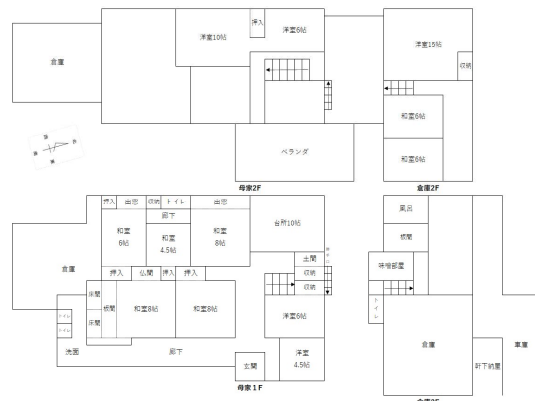 洋室10帖
押入
洋室6帖
洋室15帖
収納
倉庫
和室6帖
和室6帖
ベランダ
母家2F
倉庫2F
押入
出窓
収納
トイレ
出窓
廊下
台所10帖
風呂
和室
6帖
和室
4.5帖
和室
8帖
板間
土間
収納
収納
味噌部屋
倉庫
押入
仏間
押入
押入
床間
板間
和室8帖
和室8帖
床間
トイレ
トイレ
洋室6帖
トイレ
洗面
廊下
倉庫
車庫
玄関
洋室
4.5帖
軒下納屋
母家1F